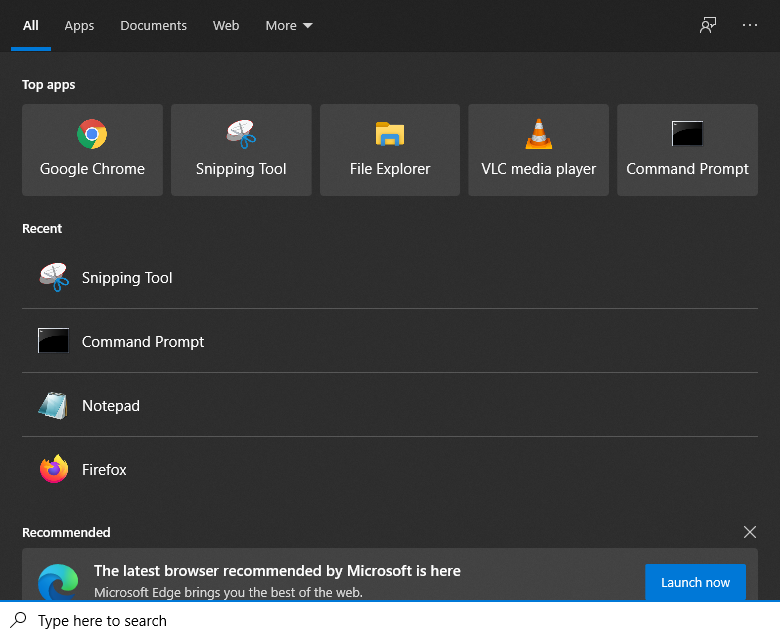 All Apps Documents Web More
Top apps
Google Chrome Snipping Tool File Explorer VLC media player Command Prompt
Recent
Snipping Tool
Command Prompt
Notepad
Firefox
Recommended
The latest browser recommended by Microsoft is here
Microsoft Edge brings you the best of the web.
Launch now
Type here to search